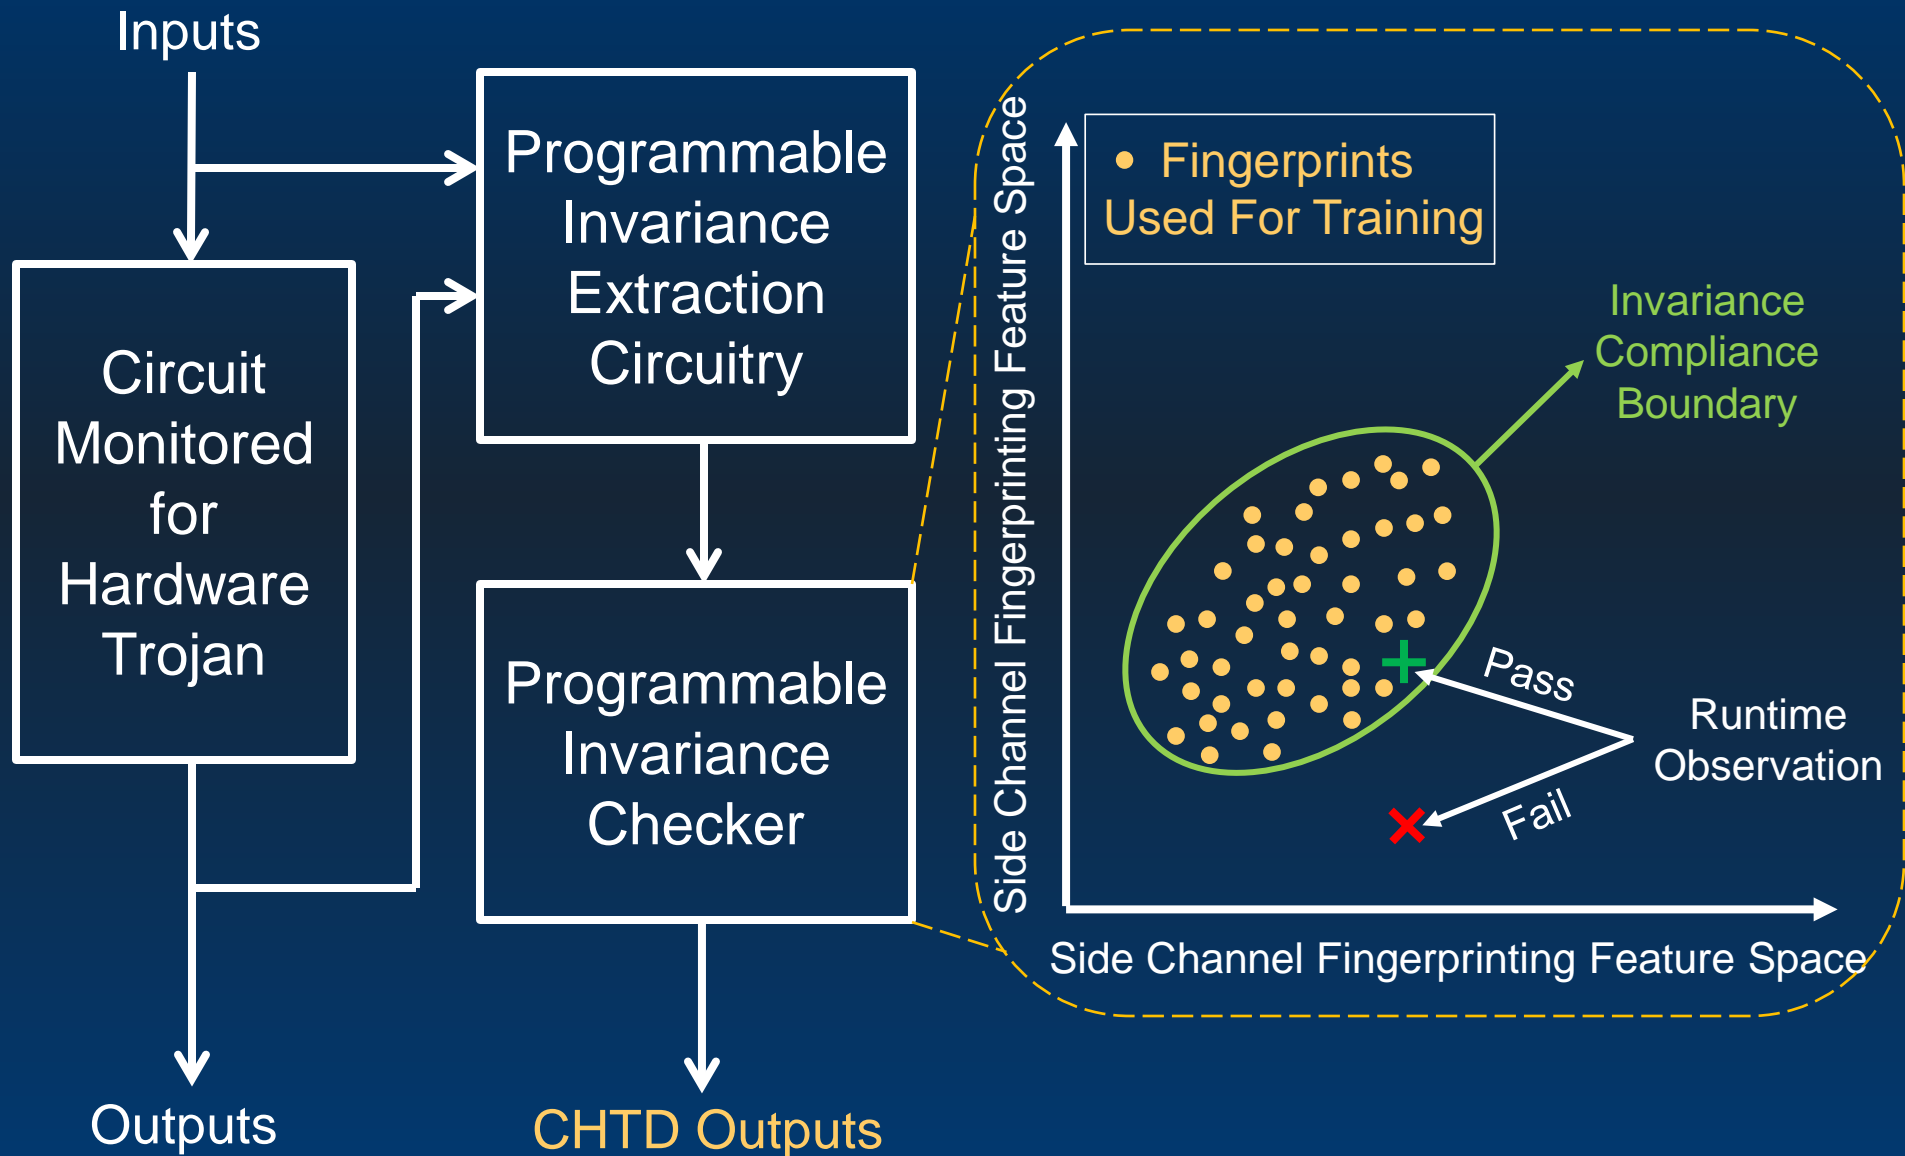 Inputs
Circuit
Monitored
for
Hardware
Trojan
Outputs
Programmable
Invariance
Extraction
Circuitry
Programmable
Invariance
Checker
CHTD Outputs
Side Channel Fingerprinting Feature Space
Fingerprints
Used For Training
Invariance
Compliance
Boundary
Pass
Runtime
Observation
Fail
Side Channel Fingerprinting Feature Space